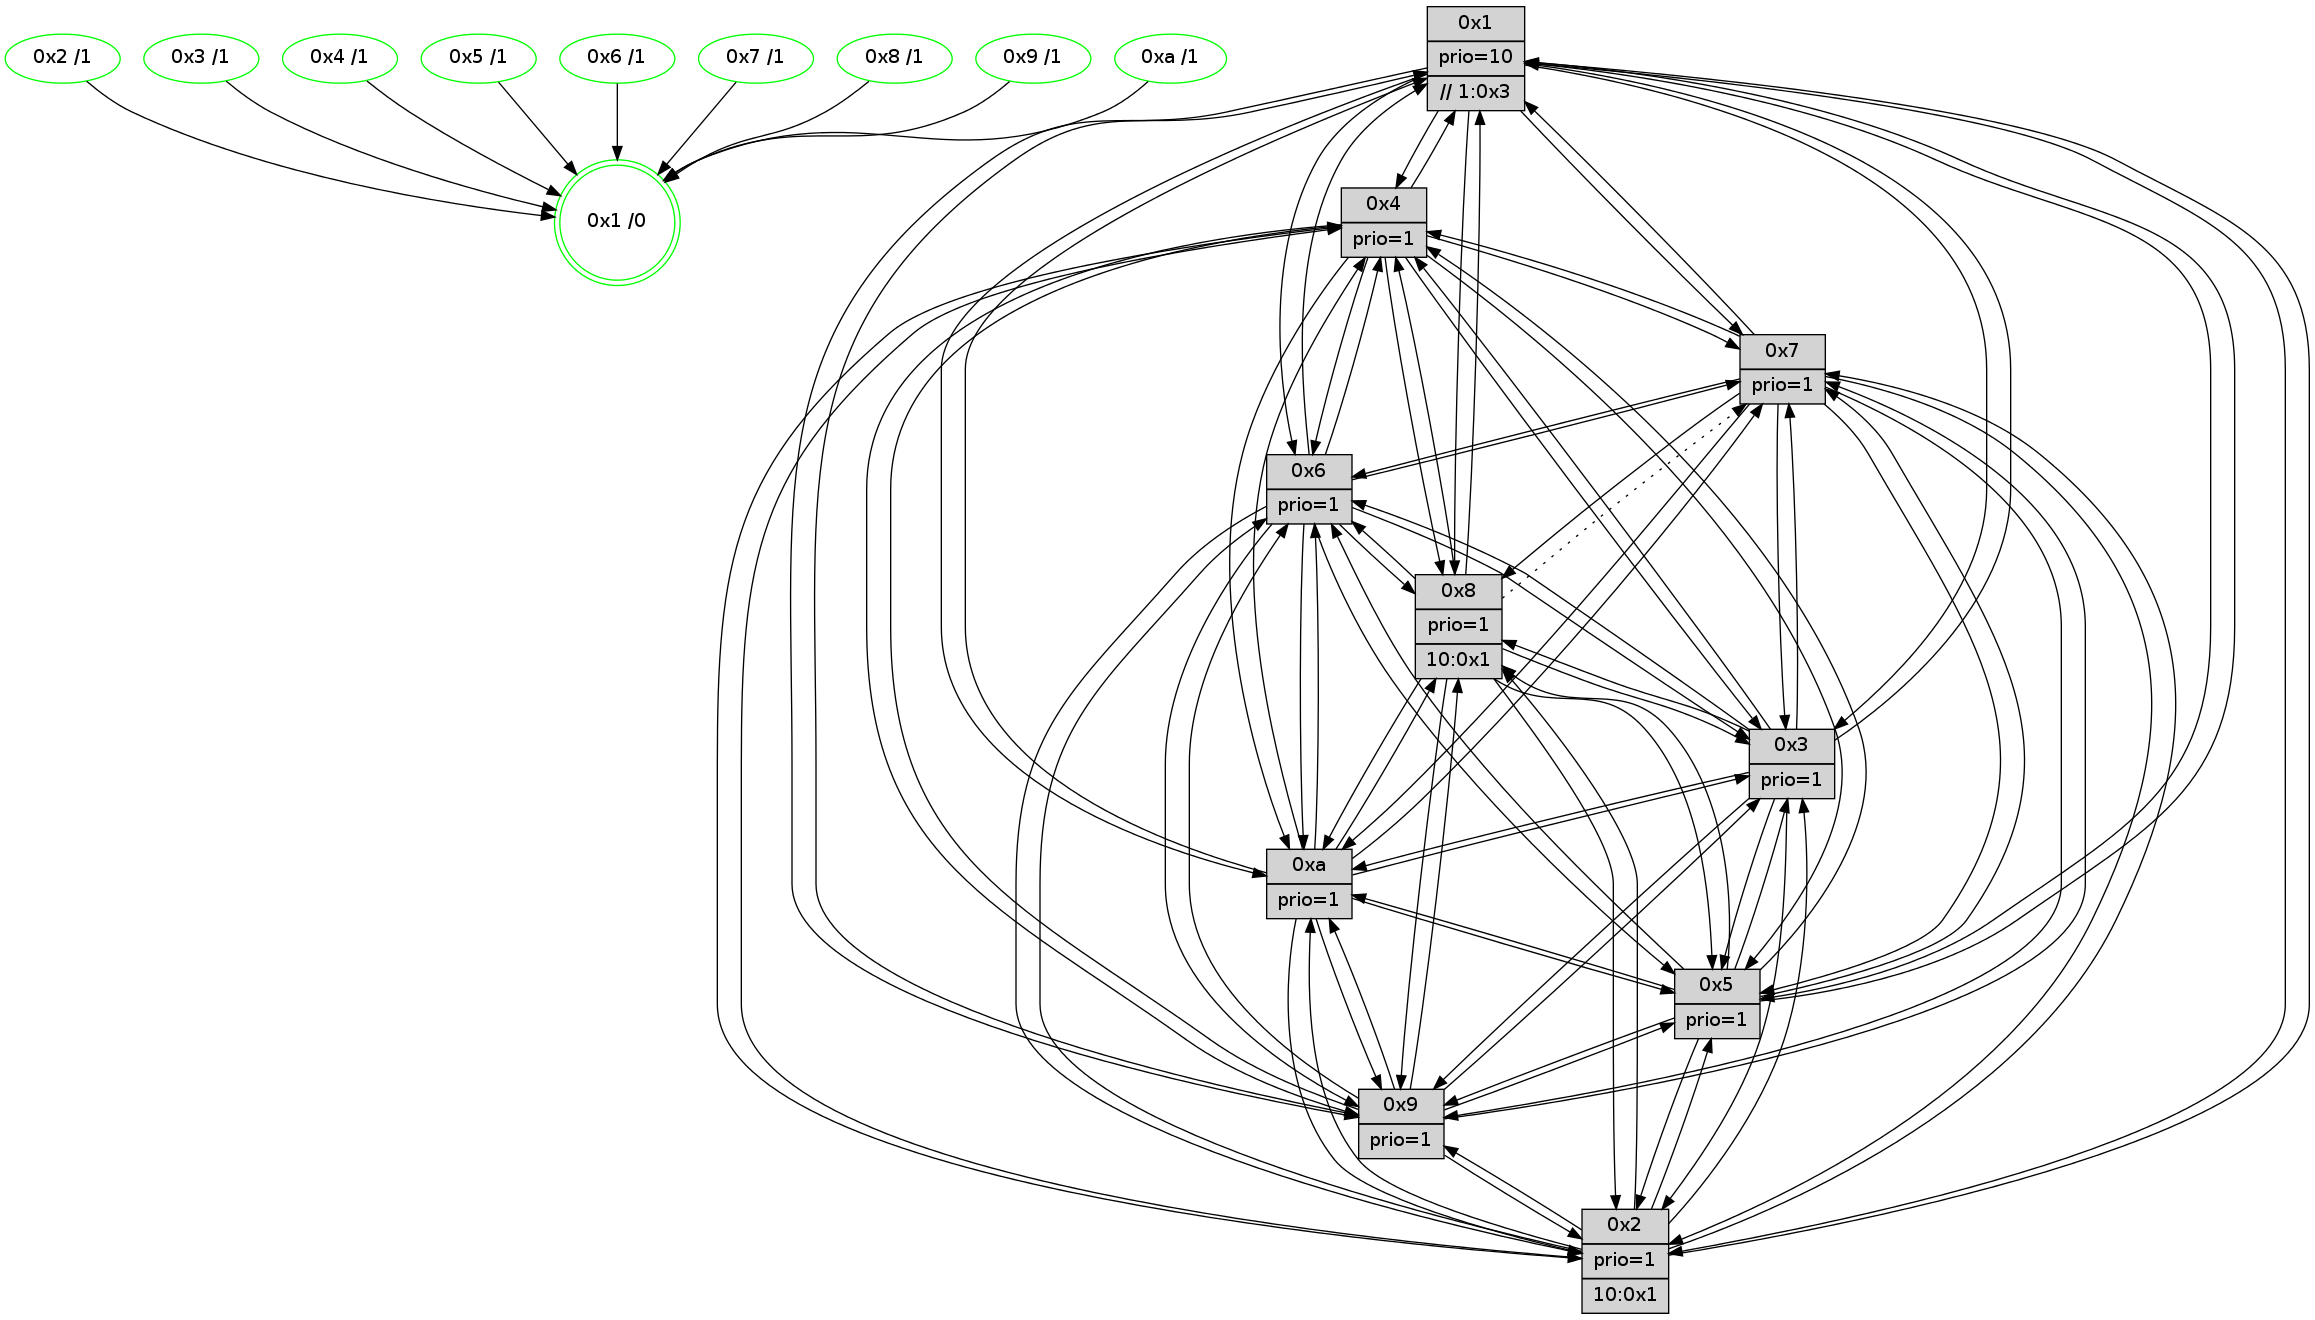 0x2 /1
0x3 /1
0x4 /1
0x5 /1
0x6 /1
0x7 /1
0x8 /1
0x9 /1
0xa /1
0x1 /0
0x1
prio=10
// 1:0x3
0x4
prio=1
0x7
prio=1
0x6
prio=1
0x8
prio=1
10:0x1
0x3
prio=1
0xa
prio=1
0x5
prio=1
0x9
prio=1
0x2
prio=1
10:0x1